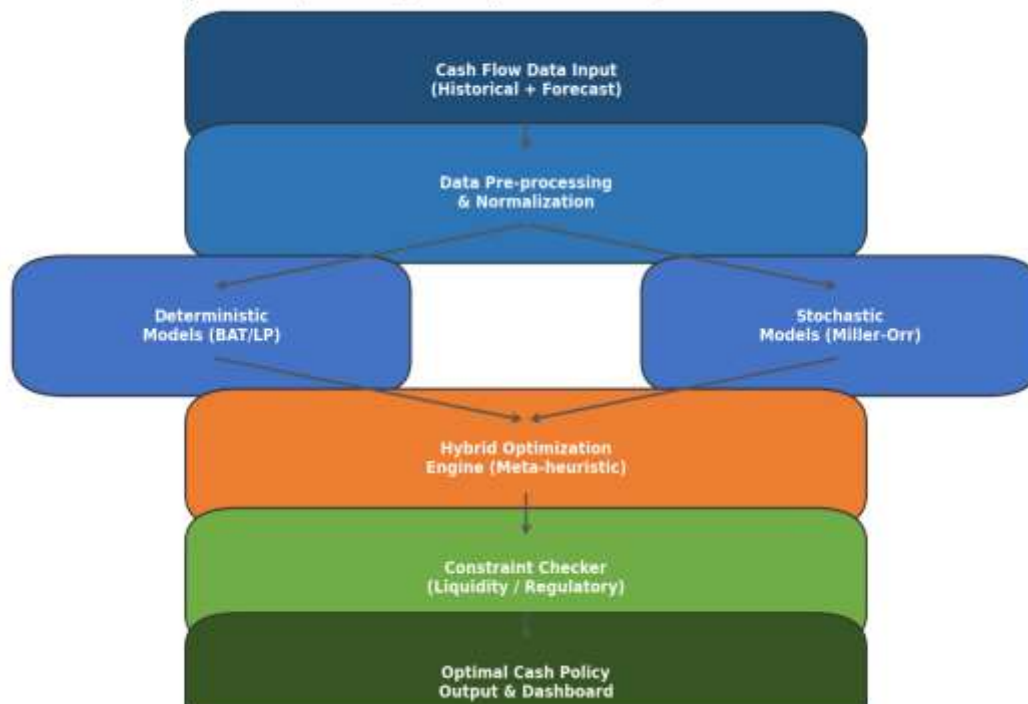 Cash Flow Data Input
(Historical + Forecast)
Data Pre-processing
& Normalization
Deterministic
Models (BAT/LP)
Stochastic
Models (Miller-Orr)
Hybrid Optimization
Engine (Meta-heuristic)
Constraint Checker
(Liquidity / Regulatory)
Optimal Cash Policy
Output & Dashboard